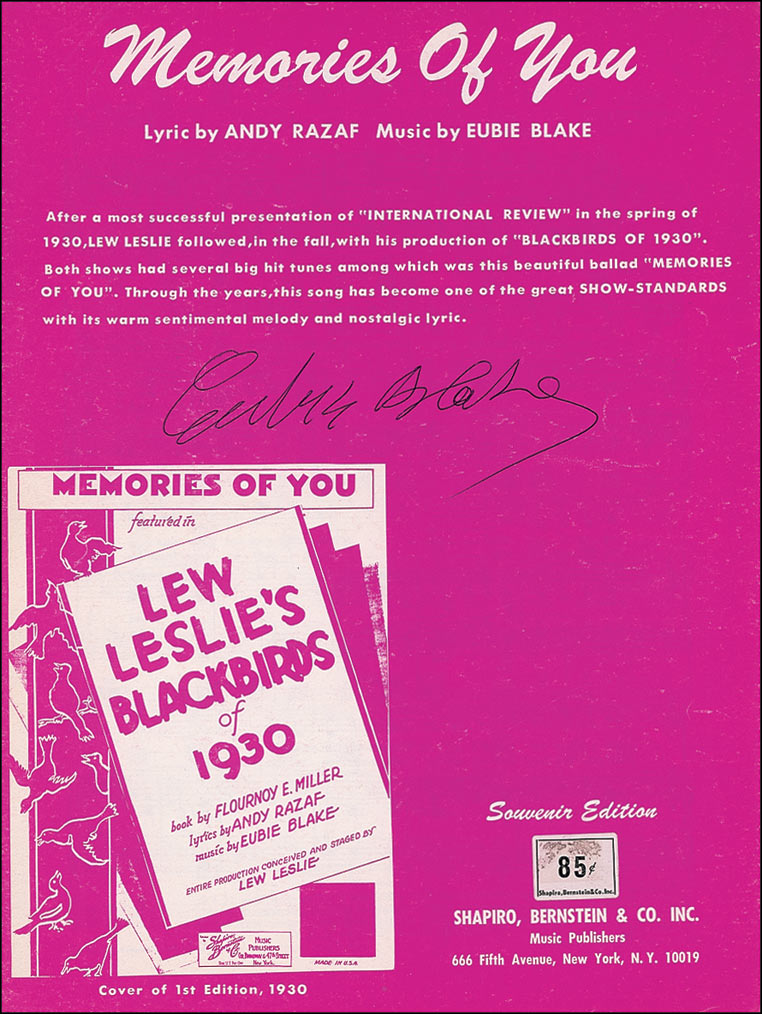 Memories Of You
Lyric by ANDY RAZAF Music by EUBIE BLAKE
After a most successful presentation of "INTERNATIONAL REVIEW" in the spring of
1930,LEW LESLIE followed,in the fall,with his production of "BLACKBIRDS OF 1930".
Both shows had several big hit tunes among which was this beautiful ballad "MEMORIES
OF YOU". Through the years,this song has become one of the great SHOW-STANDARDS
with its warm sentimental melody and nostalgic lyric.
Eubie Blake
MEMORIES OF YOU
featured in
LEW
LESLIE'S
BLACKBIRDS
of
1930
book by FLOURNOY E. MILLER
lyrics by ANDY RAZAF
music by EUBIE BLAKE
ENTIRE PRODUCTION CONCEIVED AND STAGED BY
LEW LESLIE
Shapiro
Bernstein
& Co.
MUSIC
PUBLISHERS
COR. BROADWAY & 47TH STREET
New York.
MADE IN U.S.A.
Cover of 1st Edition, 1930
Souvenir Edition
85¢
Shapiro, Bernstein & Co. Inc.
SHAPIRO, BERNSTEIN & CO. INC.
Music Publishers
666 Fifth Avenue, New York, N. Y. 10019